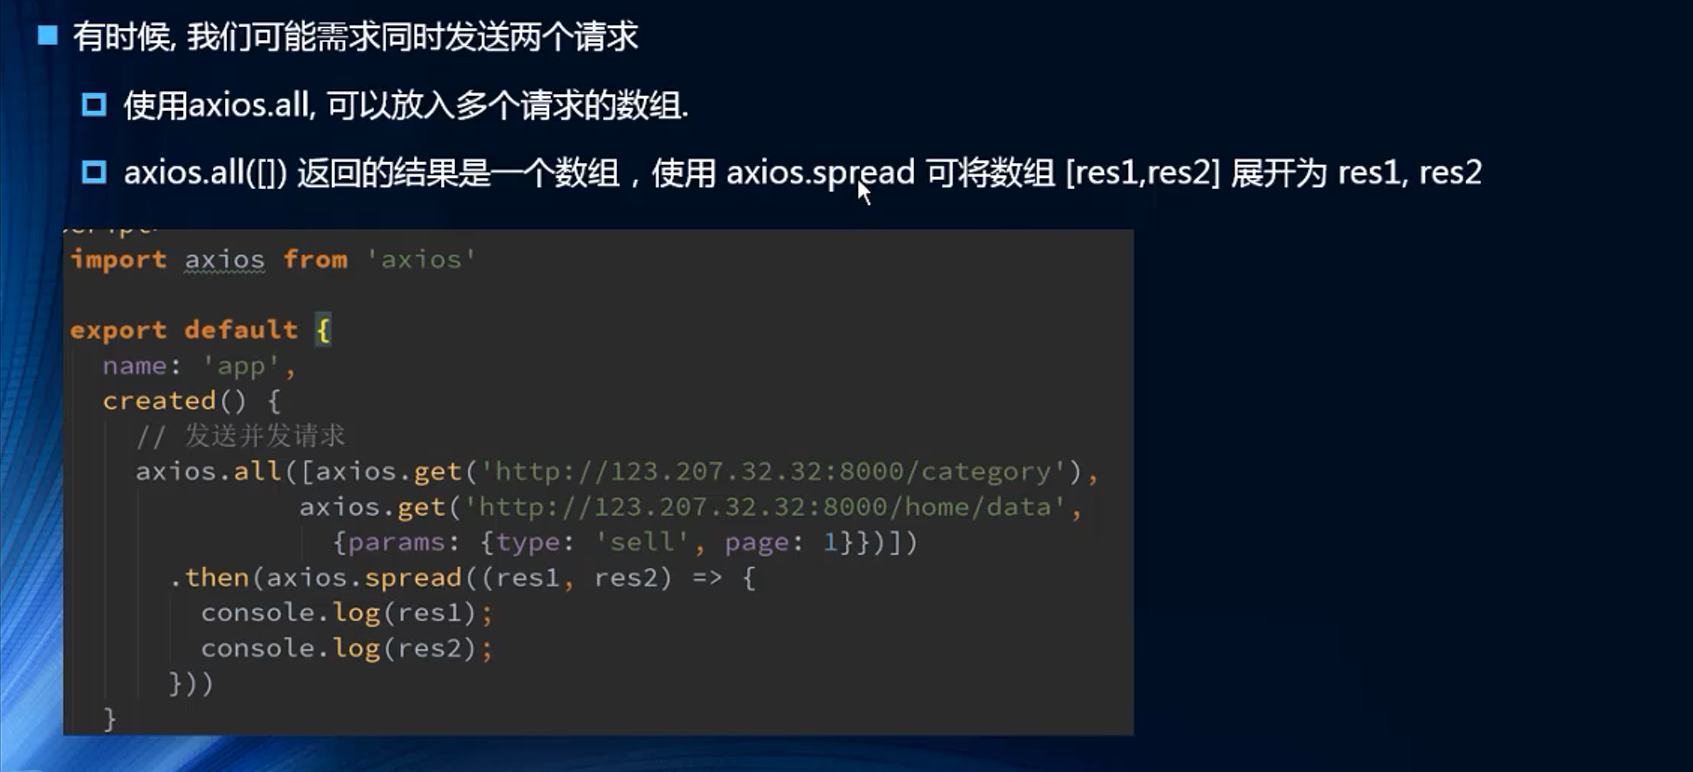 有时候, 我们可能需求同时发送两个请求
使用axios.all, 可以放入多个请求的数组.
axios.all([]) 返回的结果是一个数组，使用 axios.spread 可将数组 [res1,res2] 展开为 res1, res2
import axios from 'axios'
export default {
name: 'app',
created() {
// 发送并发请求
axios.all([axios.get('http://123.207.32.32:8000/category'),
axios.get('http://123.207.32.32:8000/home/data',
{params: {type: 'sell', page: 1}})])
.then(axios.spread((res1, res2) => {
console.log(res1);
console.log(res2);
}))
}